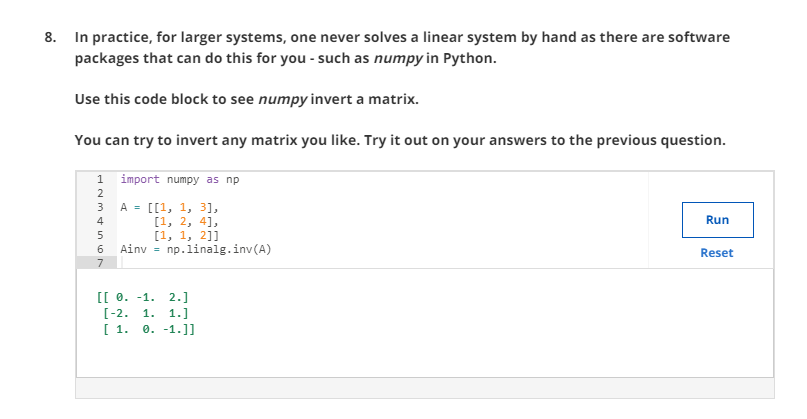 8. In practice, for larger systems, one never solves a linear system by hand as there are software
packages that can do this for you - such as numpy in Python.
Use this code block to see numpy invert a matrix.
You can try to invert any matrix you like. Try it out on your answers to the previous question.
1 import numpy as np
2
3 A = [[1, 1, 3],
4      [1, 2, 4],
5      [1, 1, 2]]
6 Ainv = np.linalg.inv(A)
7
Run
Reset
[[ 0. -1.  2.]
 [-2.  1.  1.]
 [ 1.  0. -1.]]